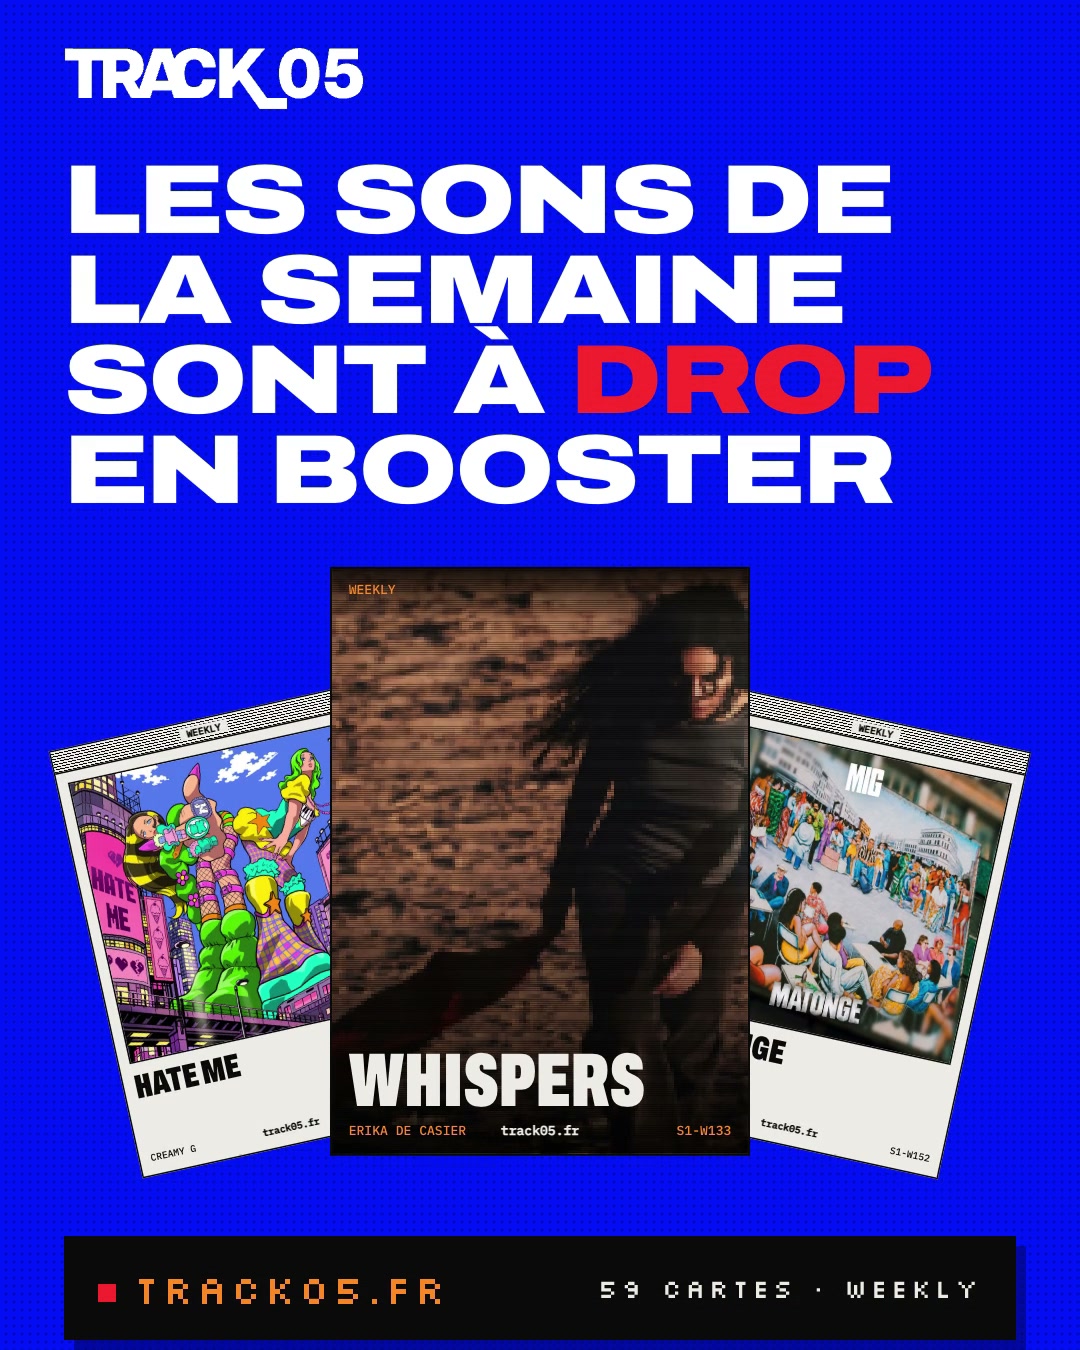 TRACK_05
LES SONS DE
LA SEMAINE
SONT À DROP
EN BOOSTER
WEEKLY
HATE
ME
HATE ME
track05.fr
CREAMY G
WEEKLY
WHISPERS
ERIKA DE CASIER track05.fr S1-W133
WEEKLY
MIG
MATONGE
track05.fr
S1-W152
TRACK05.FR
59 CARTES · WEEKLY